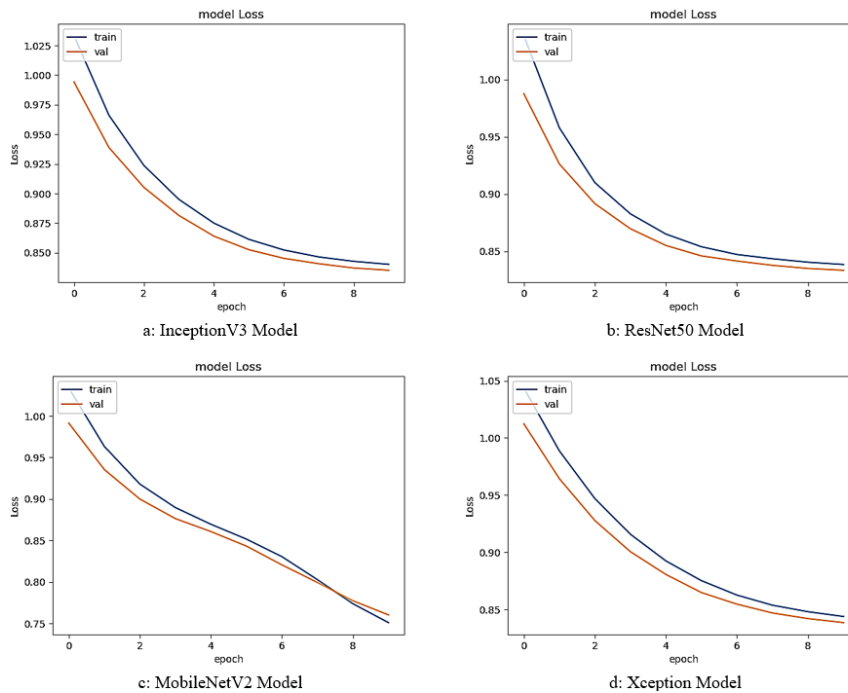 model Loss
train
val
1.025
1.000
0.975
0.950
0.925
0.900
0.875
0.850
Loss
0
2
4
6
8
epoch
a: InceptionV3 Model
model Loss
train
val
1.00
0.95
0.90
0.85
Loss
0
2
4
6
8
epoch
b: ResNet50 Model
model Loss
train
val
1.00
0.95
0.90
0.85
0.80
0.75
Loss
0
2
4
6
8
epoch
c: MobileNetV2 Model
model Loss
train
val
1.05
1.00
0.95
0.90
0.85
Loss
0
2
4
6
8
epoch
d: Xception Model